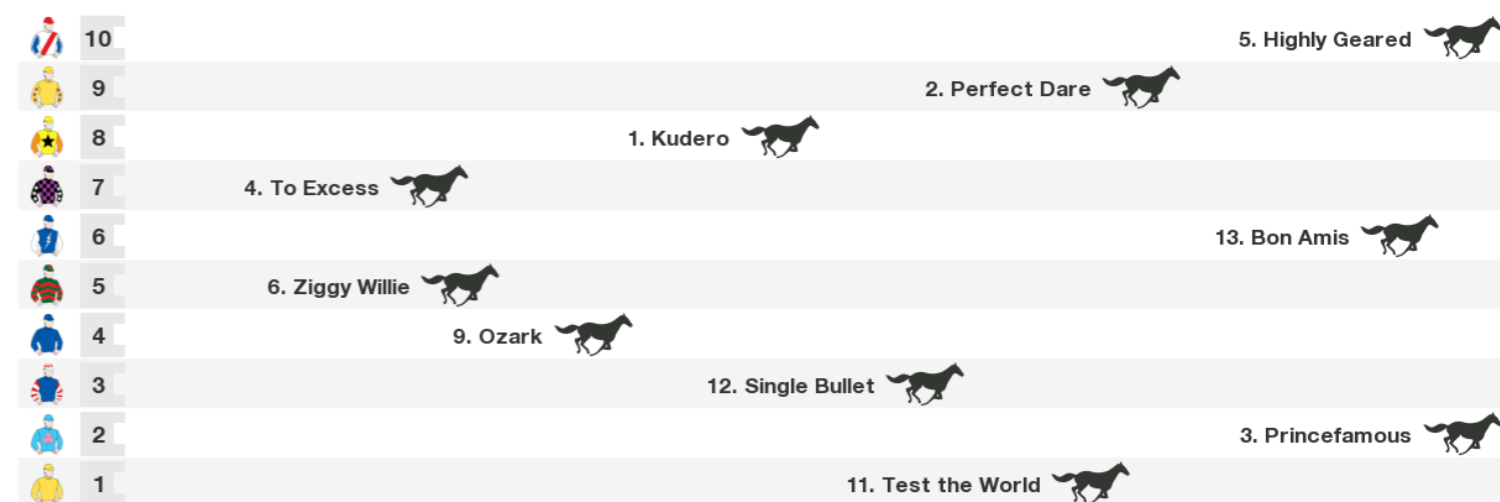 10 5. Highly Geared
9 2. Perfect Dare
8 1. Kudero
7 4. To Excess
6 13. Bon Amis
5 6. Ziggy Willie
4 9. Ozark
3 12. Single Bullet
2 3. Princefamous
1 11. Test the World